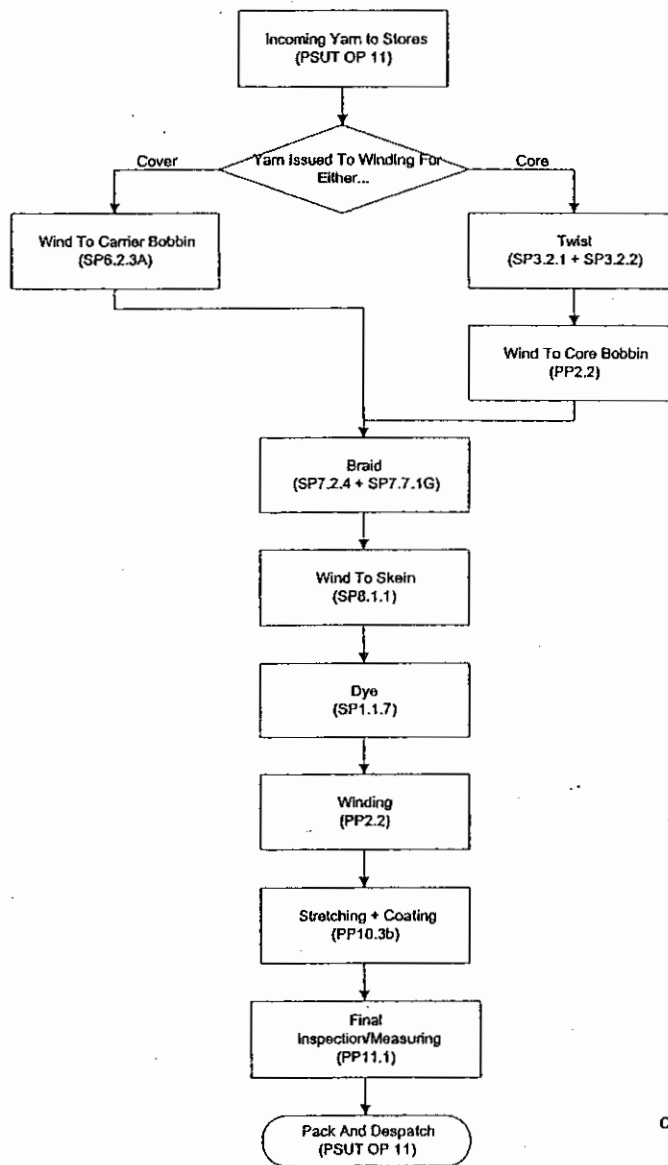 Incoming Yarn to Stores
(PSUT OP 11)
Cover
Yarn Issued To Winding For
Either...
Core
Wind To Carrier Bobbin
(SP6.2.3A)
Twist
(SP3.2.1 + SP3.2.2)
Wind To Core Bobbin
(PP2.2)
Braid
(SP7.2.4 + SP7.7.1G)
Wind To Skein
(SP8.1.1)
Dye
(SP1.1.7)
Winding
(PP2.2)
Stretching + Coating
(PP10.3b)
Final
Inspection/Measuring
(PP11.1)
Pack And Despatch
(PSUT OP 11)